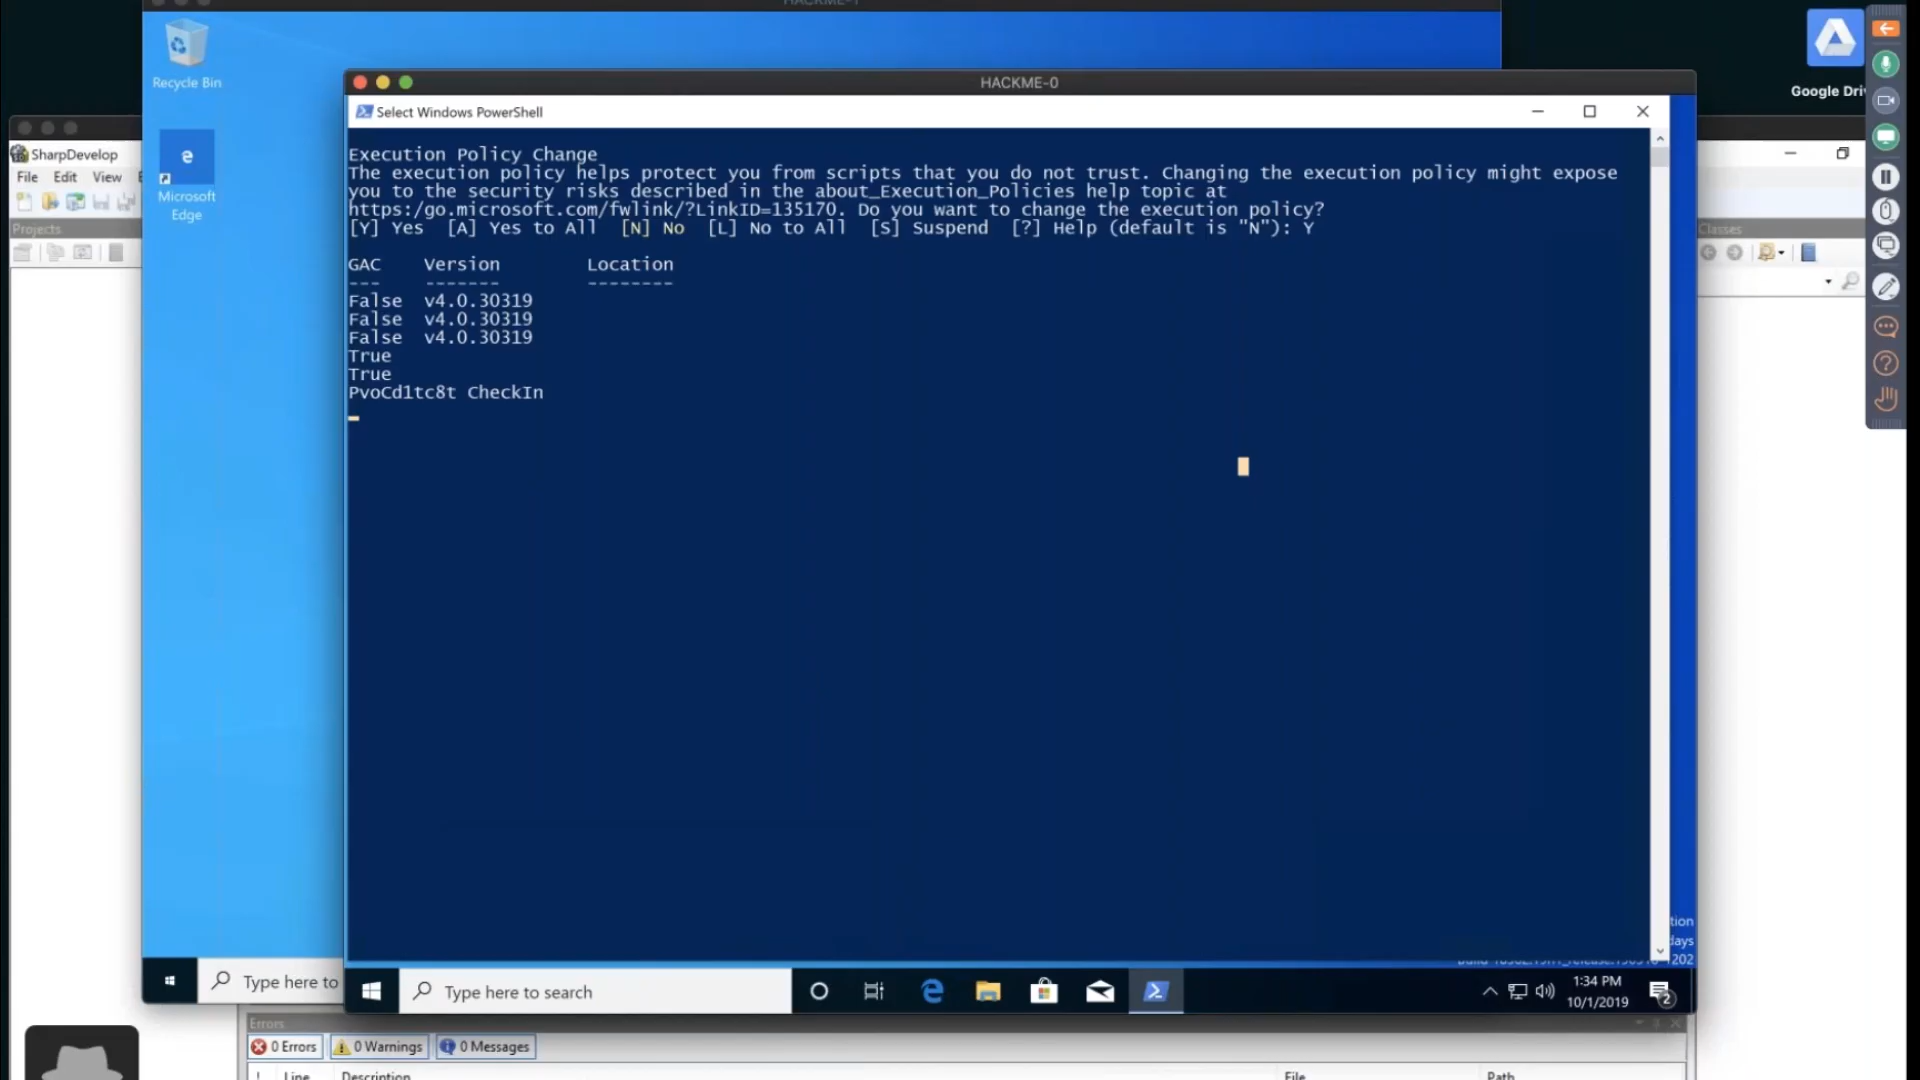 HACKME-1
Recycle Bin
Google Dri
HACKME-0
Select Windows PowerShell
SharpDevelop
File Edit View
Microsoft
Edge
Projects
Classes
Execution Policy Change
The execution policy helps protect you from scripts that you do not trust. Changing the execution policy might expose
you to the security risks described in the about_Execution_Policies help topic at
https:/go.microsoft.com/fwlink/?LinkID=135170. Do you want to change the execution policy?
[Y] Yes [A] Yes to All [N] No [L] No to All [S] Suspend [?] Help (default is "N"): Y
GAC Version Location
--- ------- --------
False v4.0.30319
False v4.0.30319
False v4.0.30319
True
True
PvoCd1tc8t CheckIn
tion
days
1202
Type here to
Type here to search
1:34 PM
10/1/2019
2
Errors
0 Errors 0 Warnings 0 Messages
! Line Description File Path